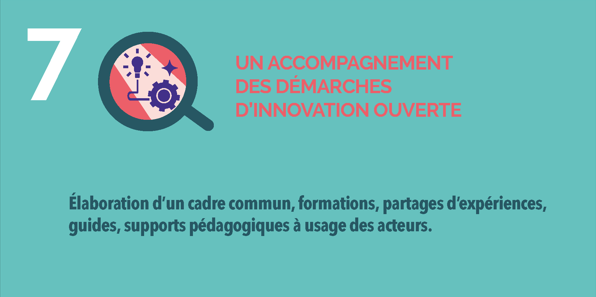 7
UN ACCOMPAGNEMENT
DES DÉMARCHES
D'INNOVATION OUVERTE
Élaboration d'un cadre commun, formations, partages d'expériences,
guides, supports pédagogiques à usage des acteurs.